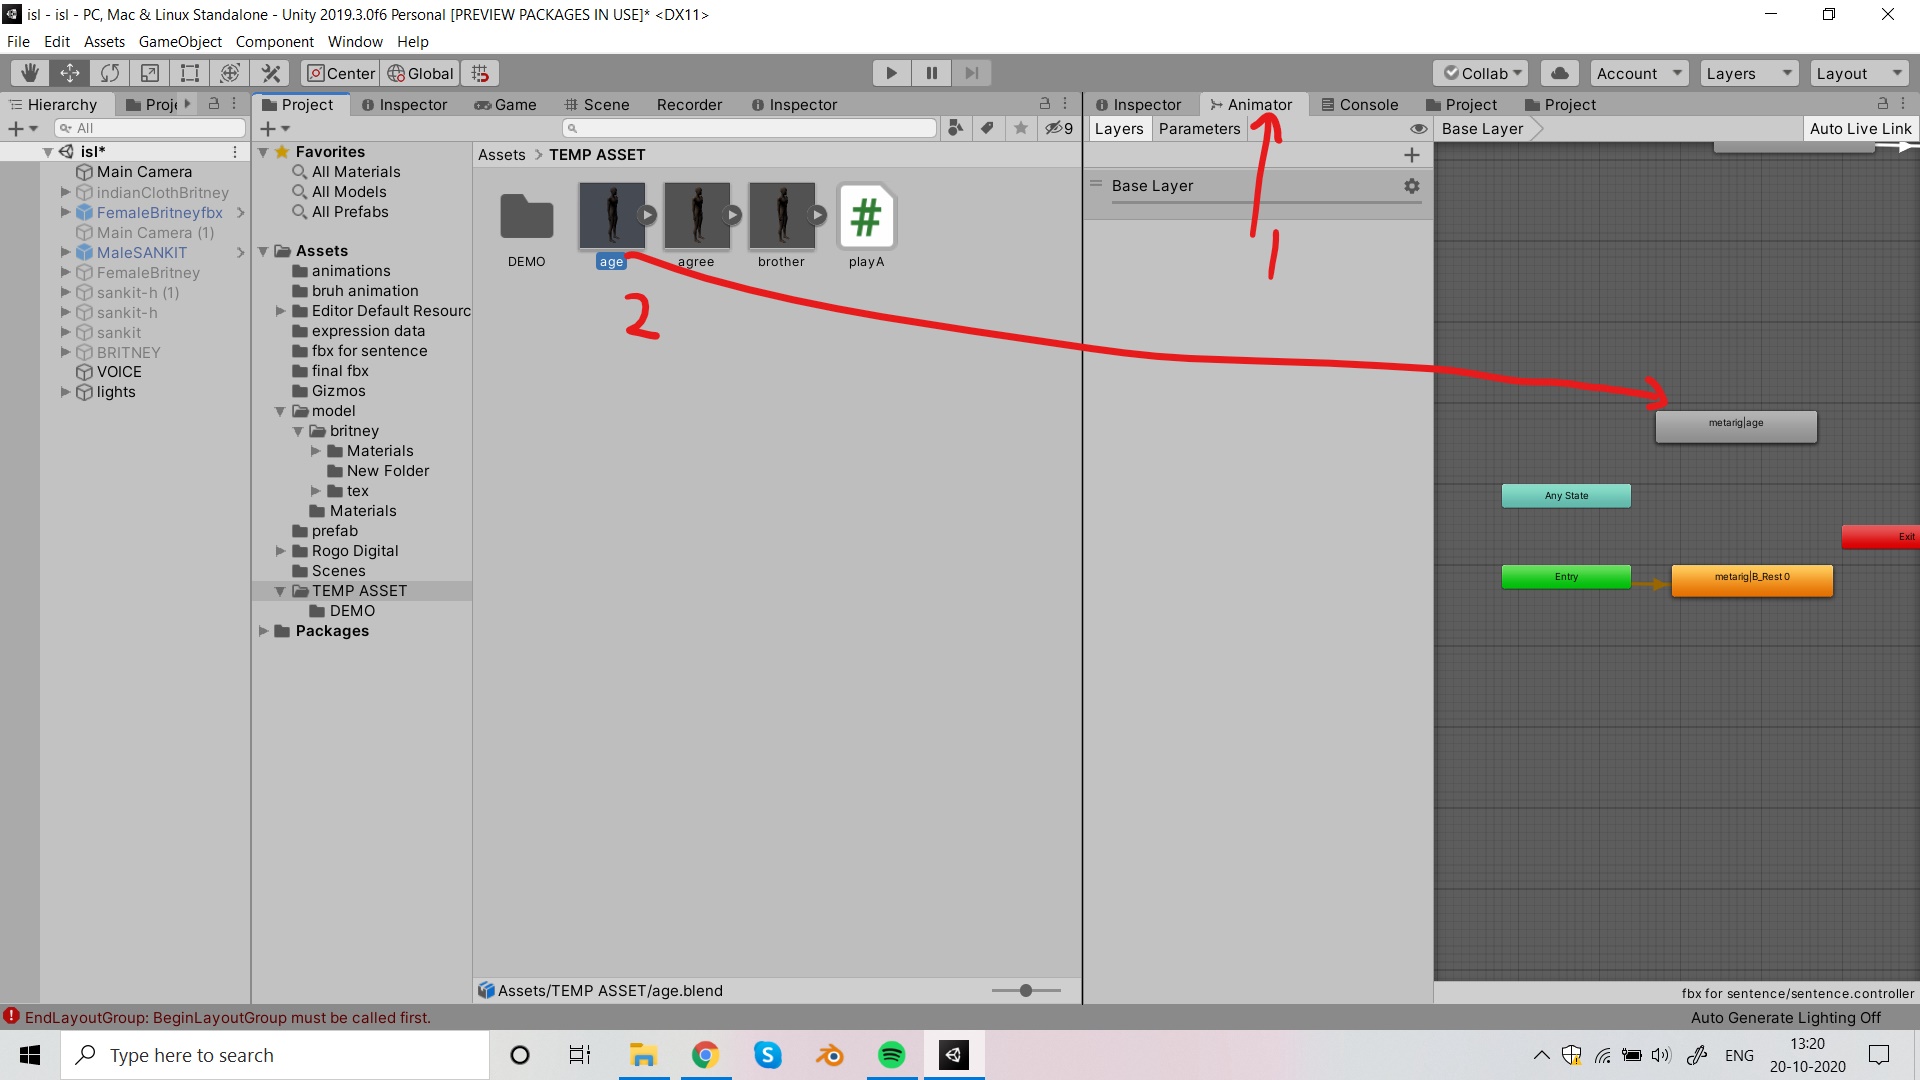 isl - isl - PC, Mac & Linux Standalone - Unity 2019.3.0f6 Personal [PREVIEW PACKAGES IN USE]* <DX11>
File Edit Assets GameObject Component Window Help
Center Global Collab Account Layers Layout
Hierarchy Proje Project Inspector Game Scene Recorder Inspector Inspector Animator Console Project Project
All 9 Layers Parameters Base Layer Auto Live Link
isl*
Main Camera
indianClothBritney
FemaleBritneyfbx
Main Camera (1)
MaleSANKIT
FemaleBritney
sankit-h (1)
sankit-h
sankit
BRITNEY
VOICE
lights
Favorites
All Materials
All Models
All Prefabs
Assets
animations
bruh animation
Editor Default Resourc
expression data
fbx for sentence
final fbx
Gizmos
model
britney
Materials
New Folder
tex
Materials
prefab
Rogo Digital
Scenes
TEMP ASSET
DEMO
Packages
Assets > TEMP ASSET
DEMO age agree brother playA
#
2
Assets/TEMP ASSET/age.blend
Base Layer
1
metarig|age
Any State
Exit
Entry metarig|B_Rest 0
fbx for sentence/sentence.controller
EndLayoutGroup: BeginLayoutGroup must be called first.
Auto Generate Lighting Off
Type here to search
ENG
13:20
20-10-2020